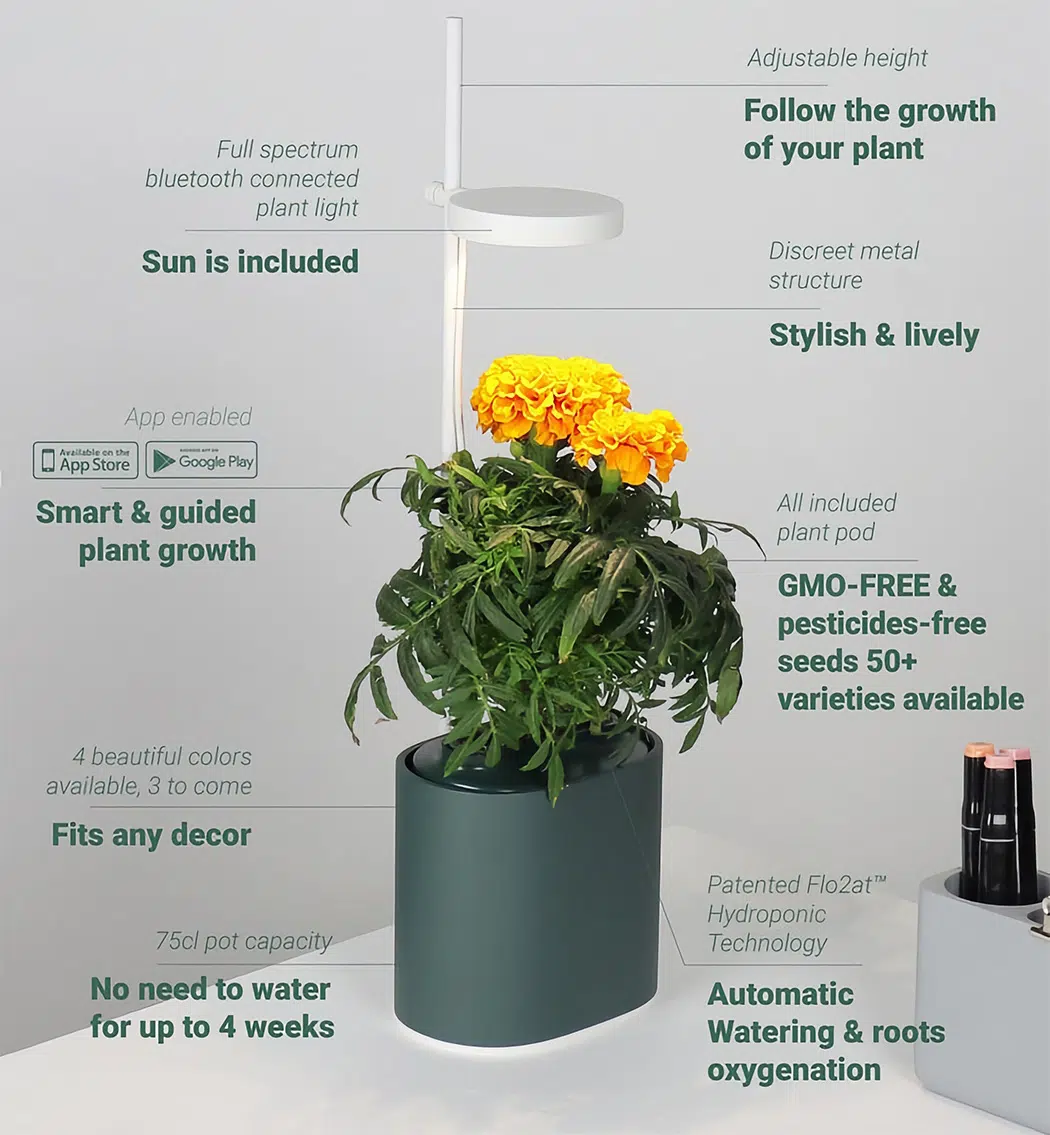 Adjustable height
Follow the growth
of your plant
Full spectrum
bluetooth connected
plant light
Sun is included
Discreet metal
structure
Stylish & lively
App enabled
Available on the
App Store
ANDROID APP ON
Google Play
Smart & guided
plant growth
All included
plant pod
GMO-FREE &
pesticides-free
seeds 50+
varieties available
4 beautiful colors
available, 3 to come
Fits any decor
Patented Flo2at™
Hydroponic
Technology
Automatic
Watering & roots
oxygenation
75cl pot capacity
No need to water
for up to 4 weeks